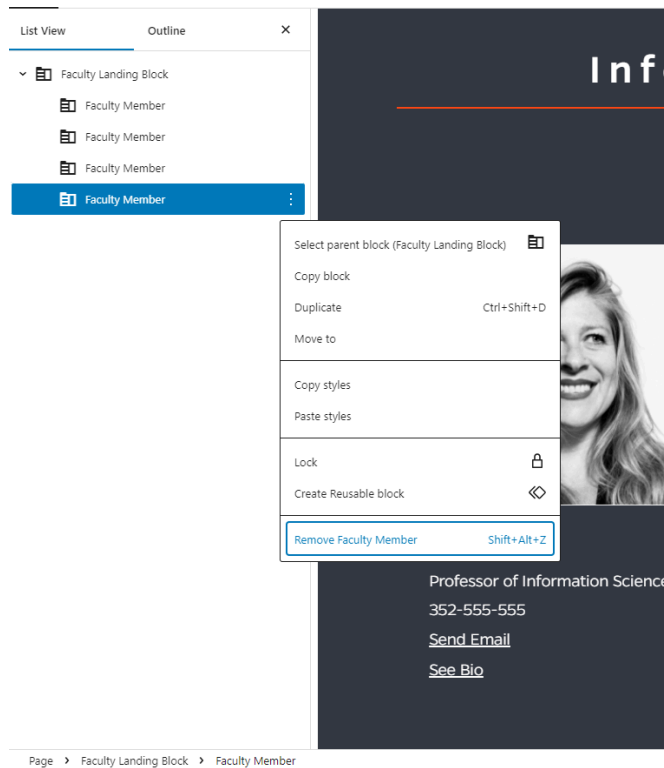 List View Outline
Inf
Faculty Landing Block
Faculty Member
Faculty Member
Faculty Member
Faculty Member
Select parent block (Faculty Landing Block)
Copy block
Duplicate Ctrl+Shift+D
Move to
Copy styles
Paste styles
Lock
Create Reusable block
Remove Faculty Member Shift+Alt+Z
Professor of Information Science
352-555-555
Send Email
See Bio
Page > Faculty Landing Block > Faculty Member